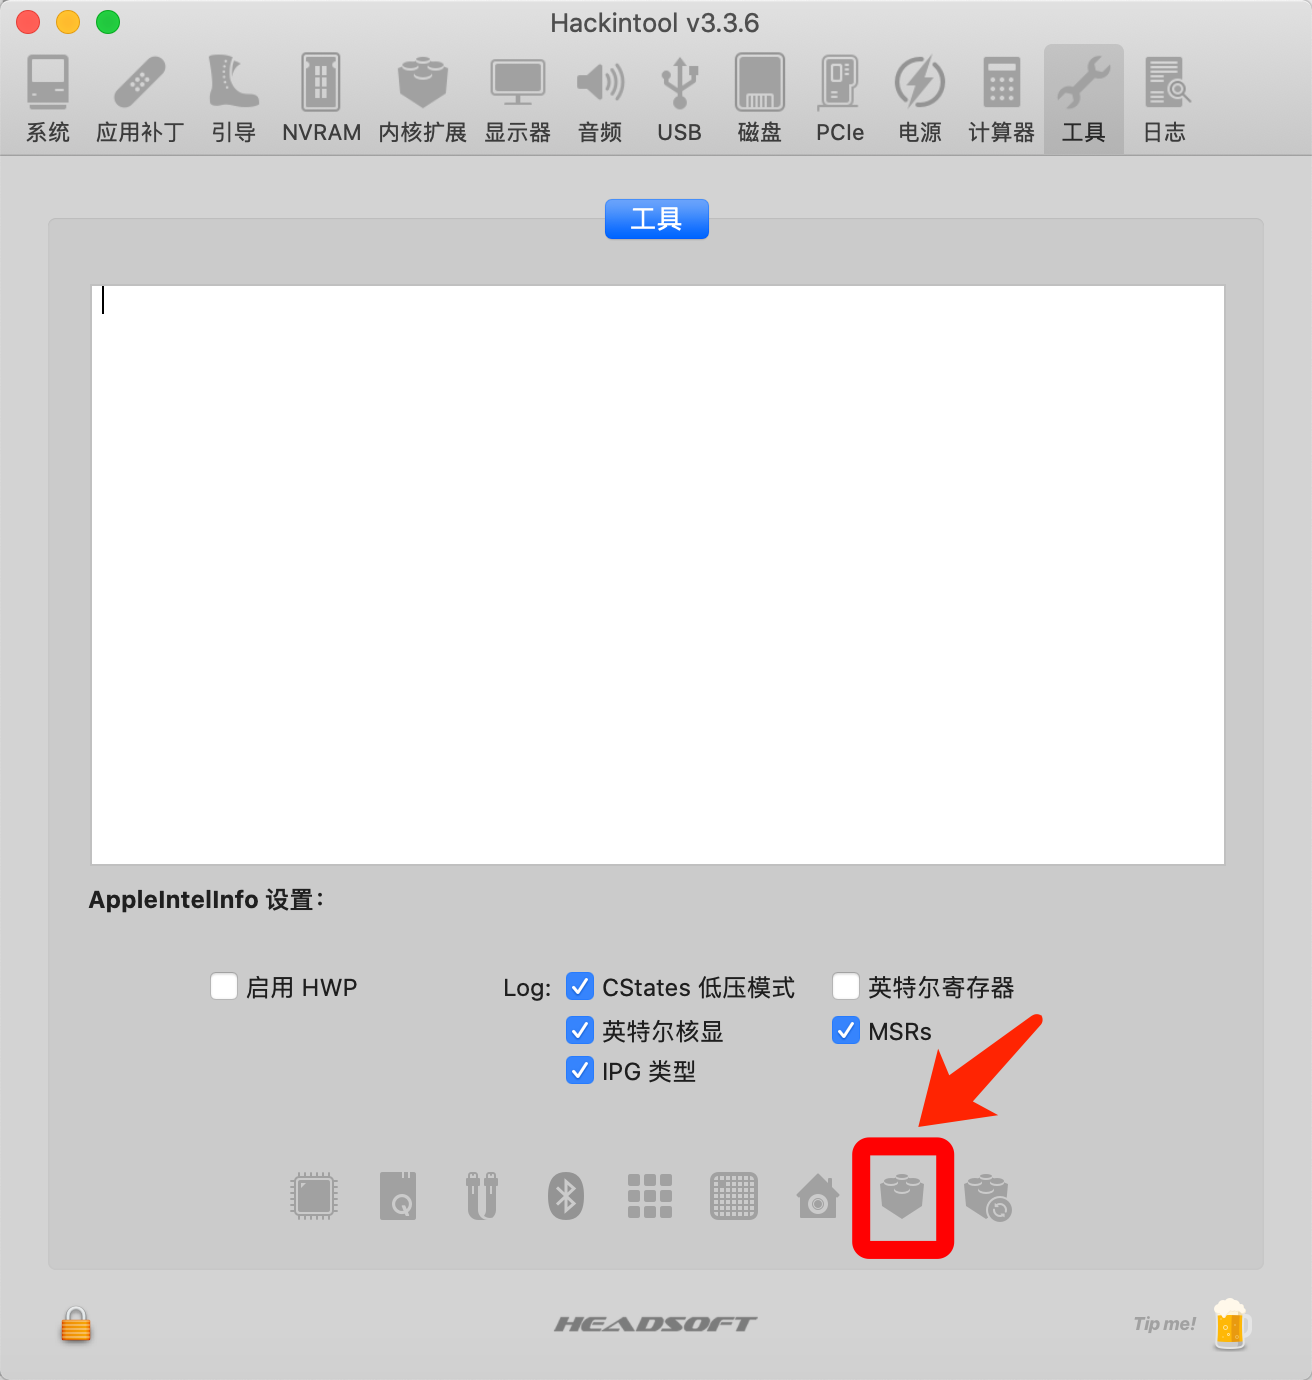 Hackintool v3.3.6
系统 应用补丁 引导 NVRAM 内核扩展 显示器 音频 USB 磁盘 PCIe 电源 计算器 工具 日志
工具
AppleIntelInfo 设置：
启用 HWP Log: CStates 低压模式 英特尔寄存器
英特尔核显 MSRs
IPG 类型
HEADSOFT Tip me!